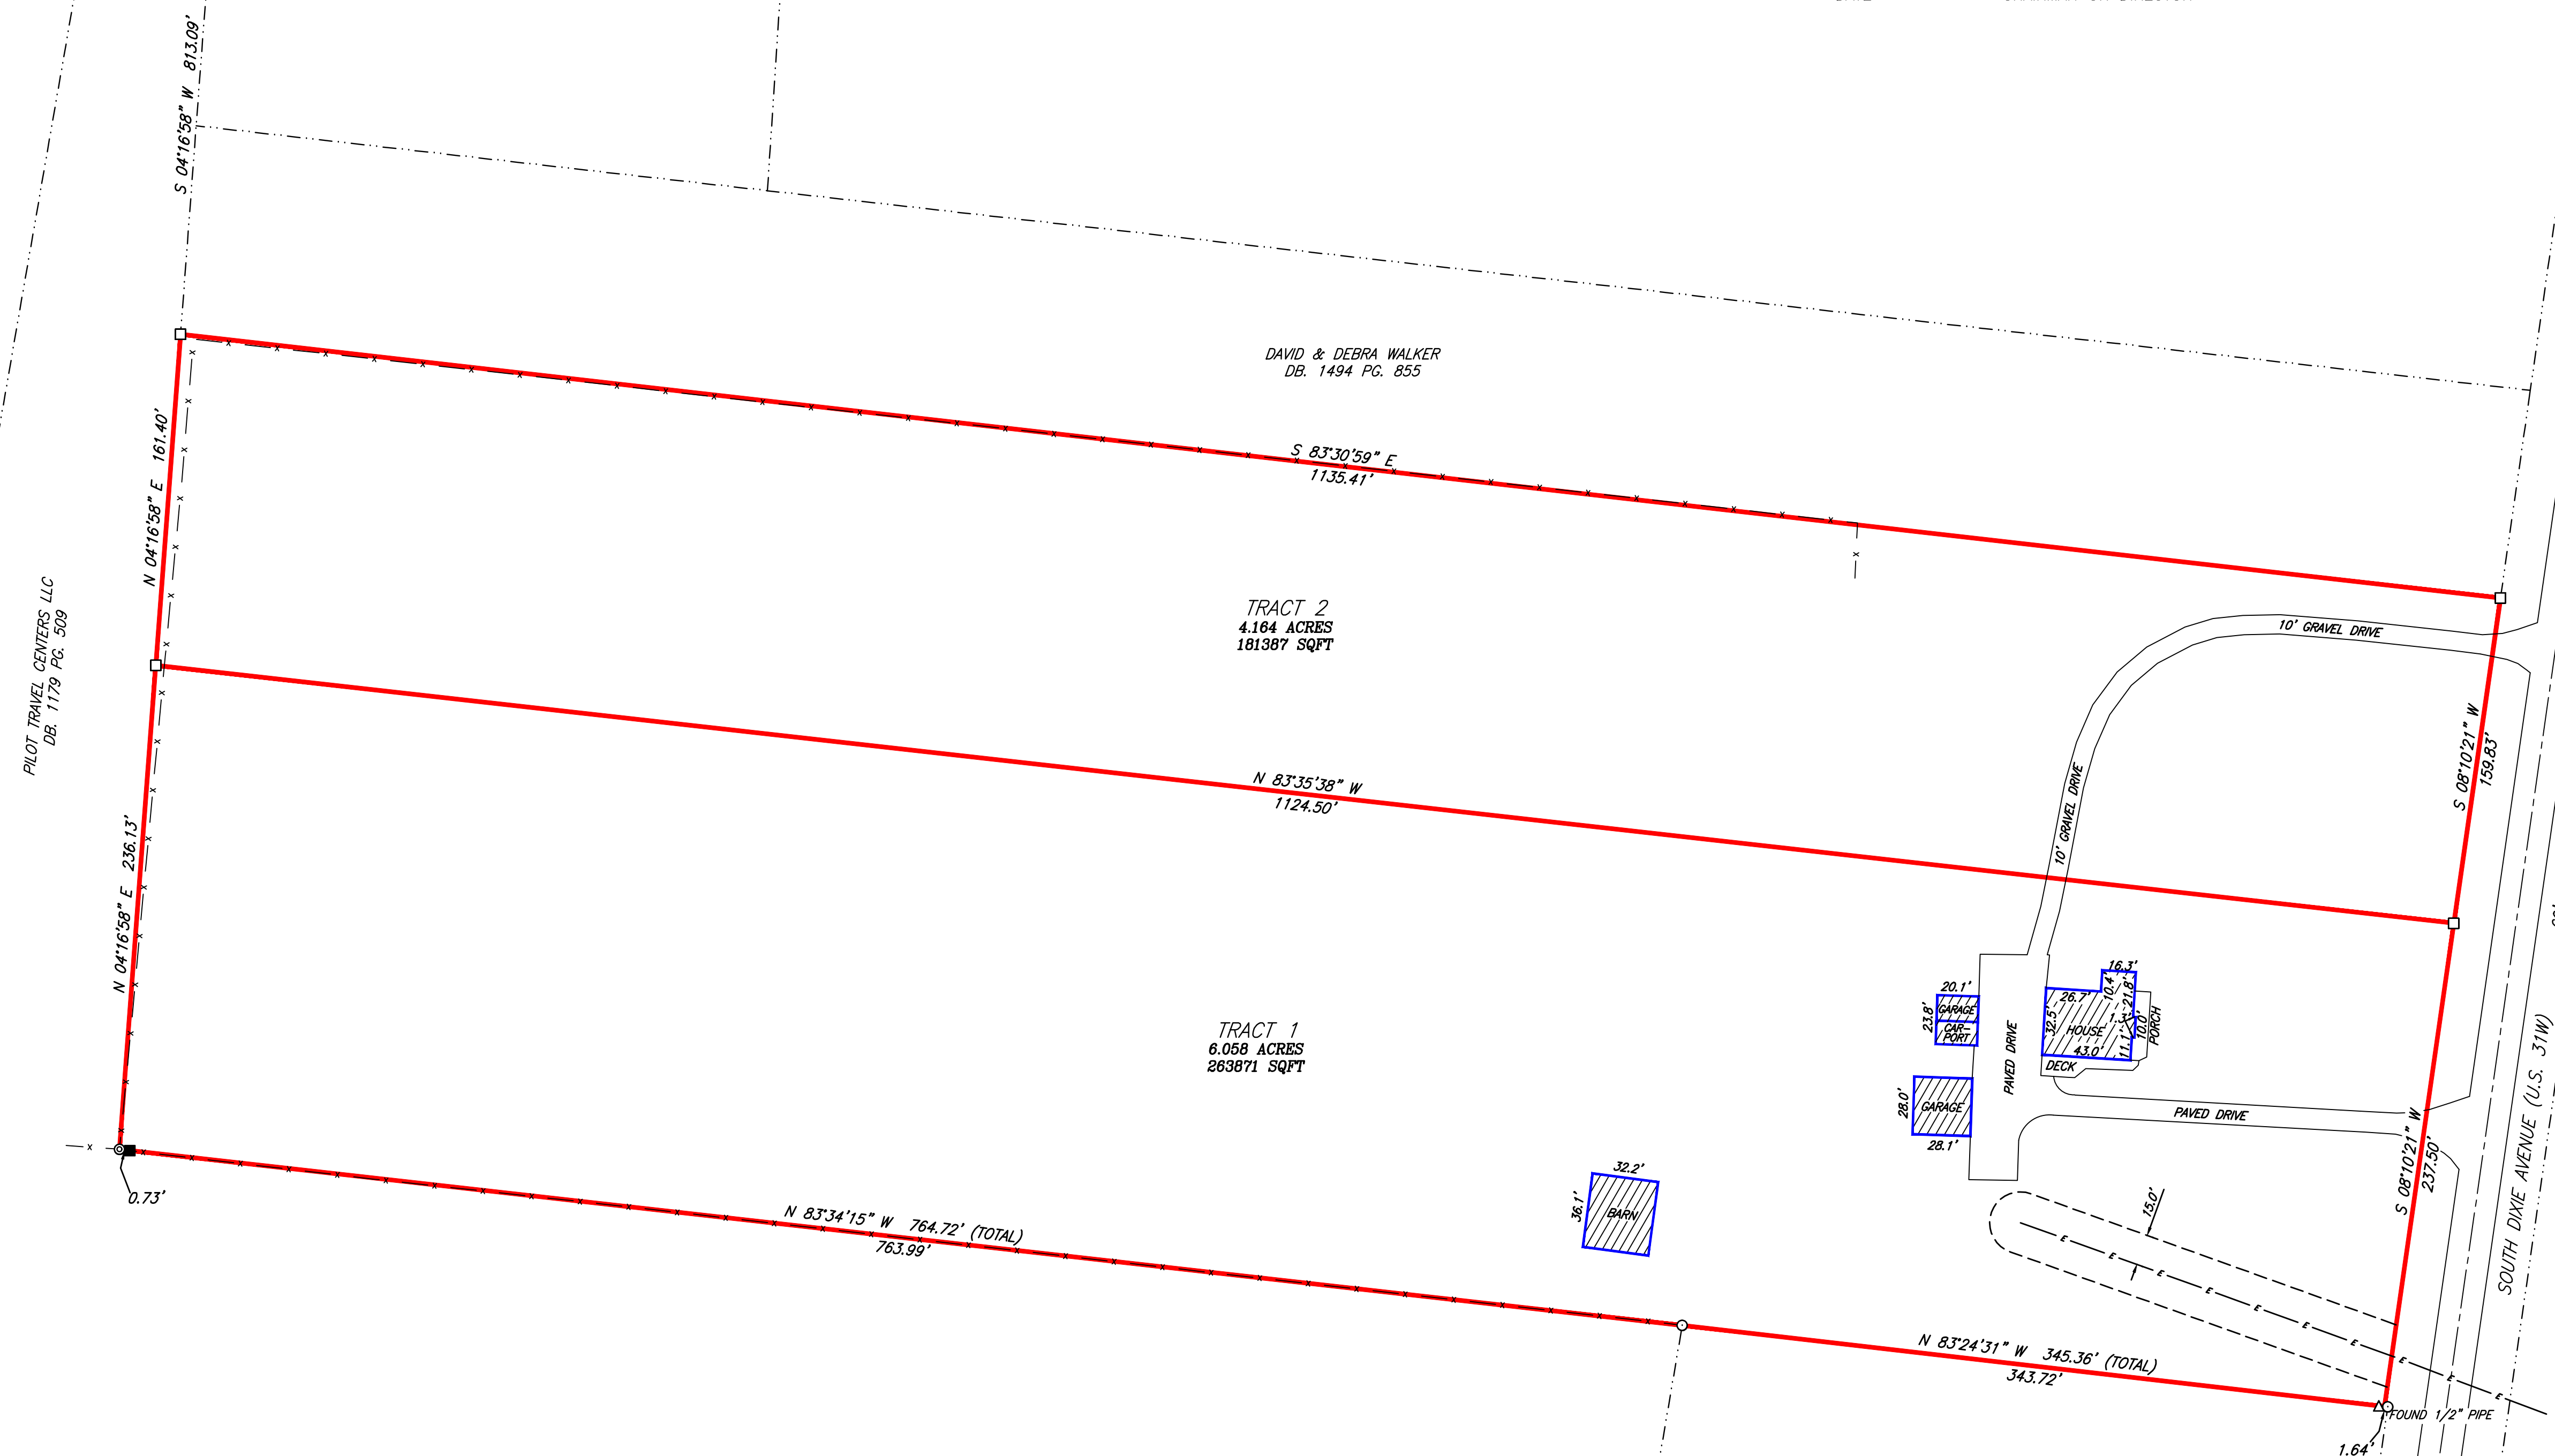 S 04°16'58" W 813.09'
DAVID & DEBRA WALKER
DB. 1494 PG. 855
S 83°30'59" E
1135.41'
N 04°16'58" E 161.40'
PILOT TRAVEL CENTERS LLC
DB. 1179 PG. 509
TRACT 2
4.164 ACRES
181387 SQFT
10' GRAVEL DRIVE
10' GRAVEL DRIVE
S 08°10'21" W
159.83'
N 83°35'38" W
1124.50'
N 04°16'58" E 236.13'
TRACT 1
6.058 ACRES
263871 SQFT
20.1'
23.8'
GARAGE
CAR-
PORT
PAVED DRIVE
16.3'
10.4'
21.8'
26.7'
32.5'
1.3'
HOUSE
10.0'
PORCH
11.1'
43.0'
DECK
28.0'
GARAGE
28.1'
PAVED DRIVE
S 08°10'21" W
237.50'
SOUTH DIXIE AVENUE (U.S. 31W)
32.2'
36.1'
BARN
15.0'
0.73'
N 83°34'15" W 764.72' (TOTAL)
763.99'
N 83°24'31" W 345.36' (TOTAL)
343.72'
FOUND 1/2" PIPE
1.64'